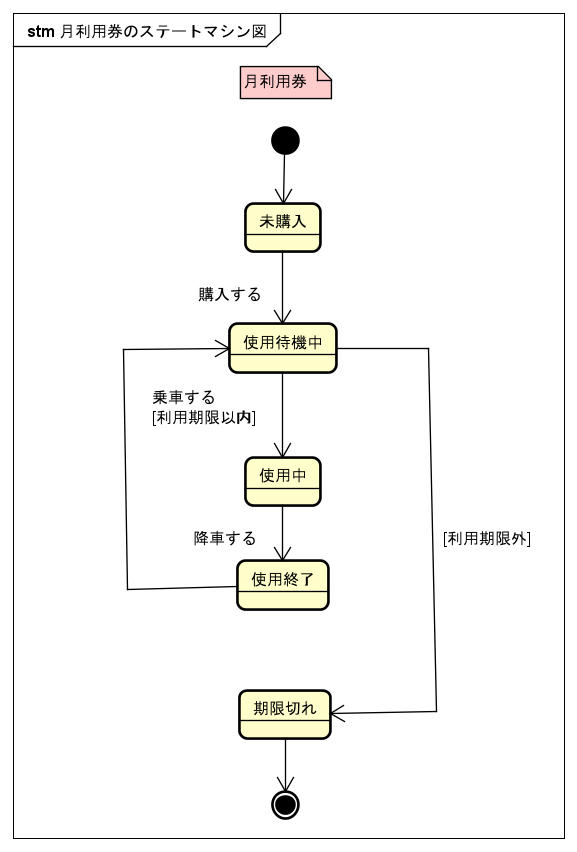 stm 月利用券のステートマシン図
月利用券
未購入
購入する
使用待機中
乗車する
[利用期限以内]
使用中
降車する
[利用期限外]
使用終了
期限切れ